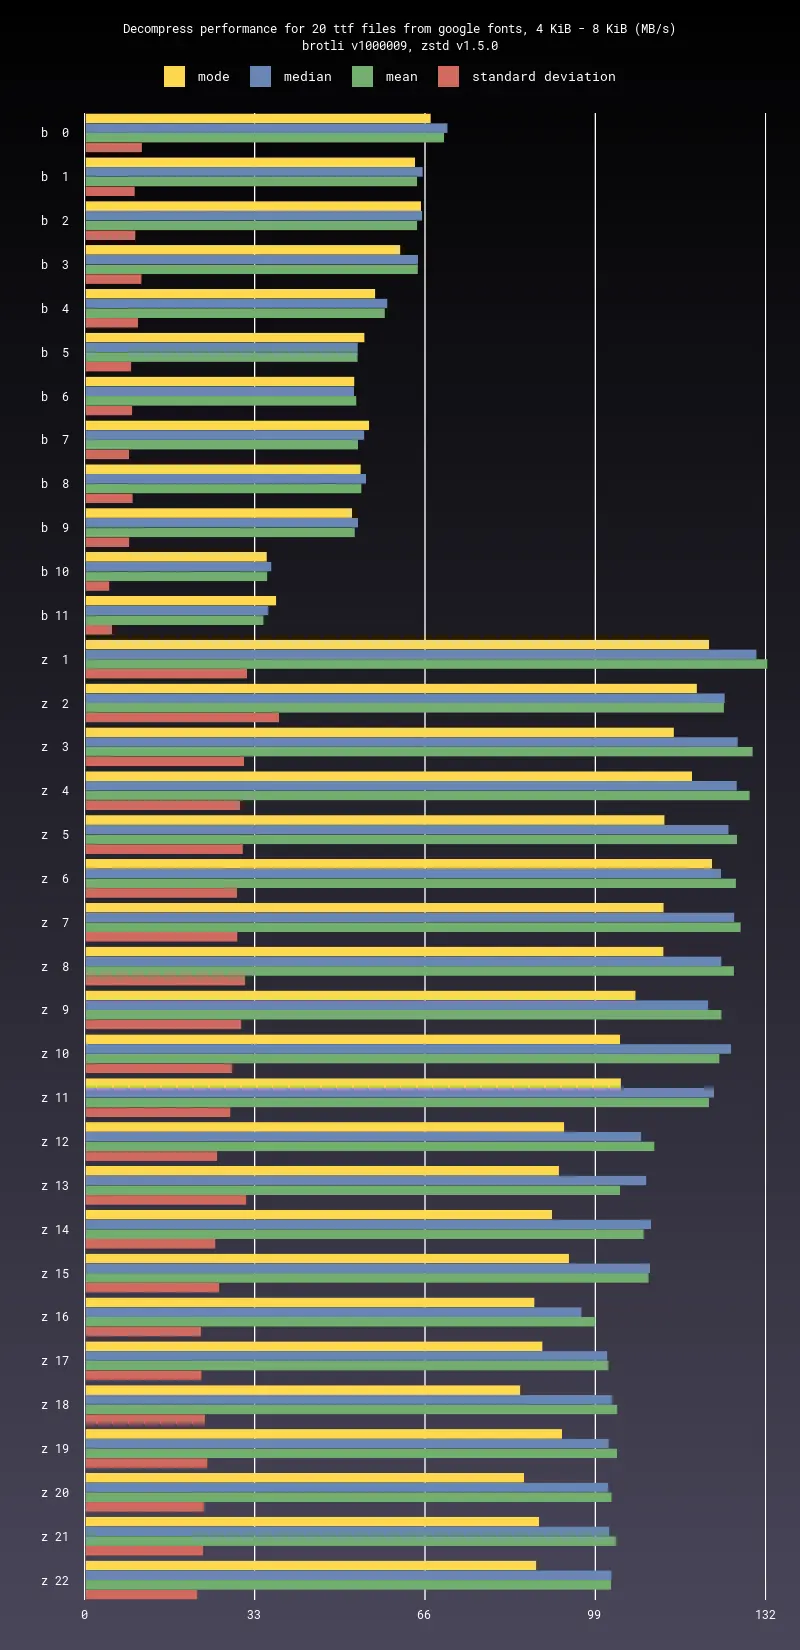 Decompress performance for 20 ttf files from google fonts, 4 KiB - 8 KiB (MB/s)
brotli v1000009, zstd v1.5.0
mode median mean standard deviation
b 0
b 1
b 2
b 3
b 4
b 5
b 6
b 7
b 8
b 9
b 10
b 11
z 1
z 2
z 3
z 4
z 5
z 6
z 7
z 8
z 9
z 10
z 11
z 12
z 13
z 14
z 15
z 16
z 17
z 18
z 19
z 20
z 21
z 22
0 33 66 99 132